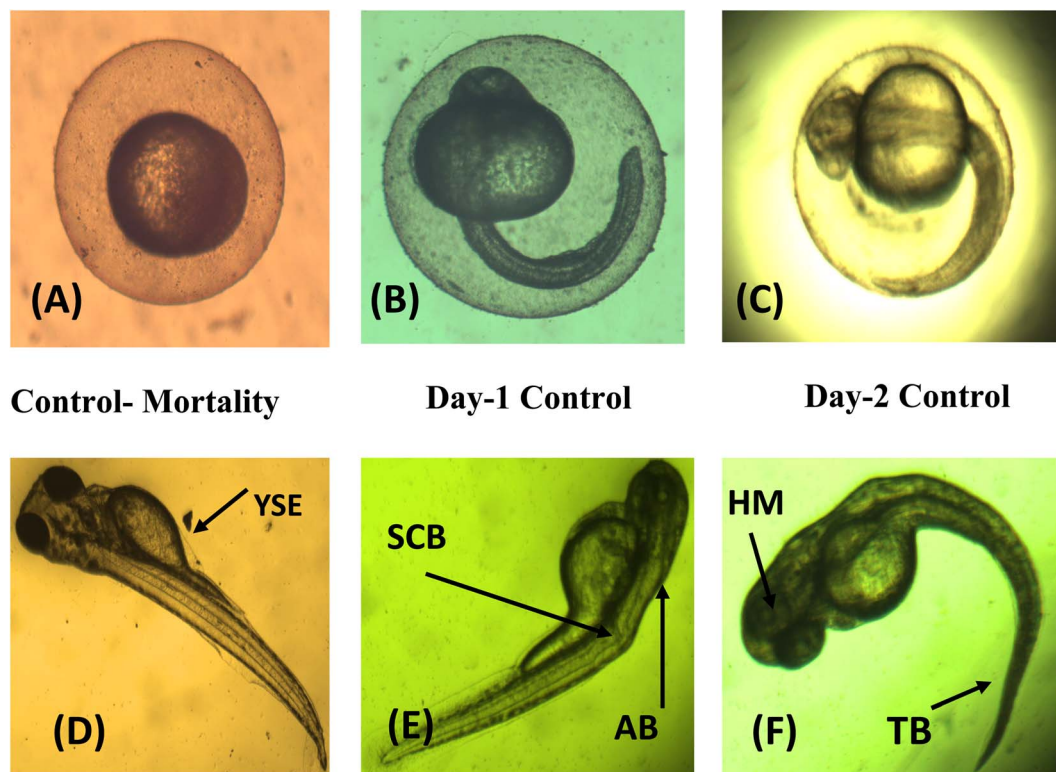 (A)
(B)
(C)
Control- Mortality
Day-1 Control
Day-2 Control
YSE
(D)
SCB
AB
(E)
HM
TB
(F)